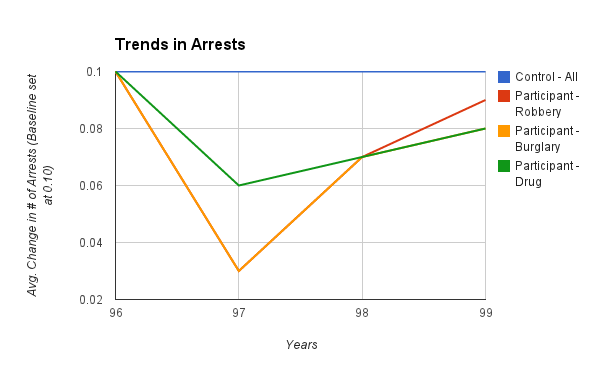 Trends in Arrests
Avg. Change in # of Arrests (Baseline set
at 0.10)
0.1
0.08
0.06
0.04
0.02
96
97
98
99
Years
Control - All
Participant -
Robbery
Participant -
Burglary
Participant -
Drug